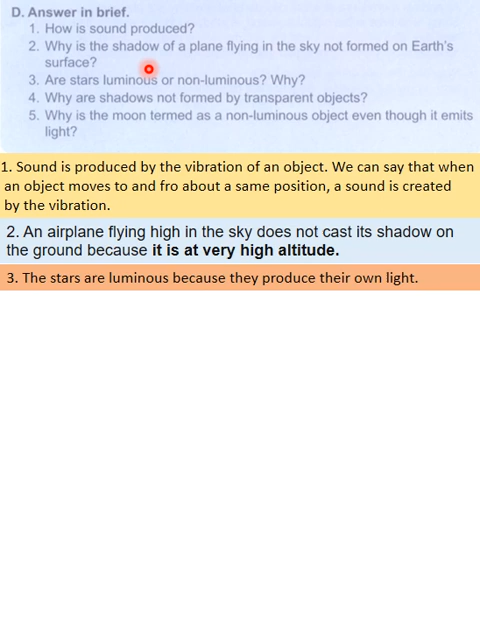 D. Answer in brief.
1. How is sound produced?
2. Why is the shadow of a plane flying in the sky not formed on Earth's
surface?
3. Are stars luminous or non-luminous? Why?
4. Why are shadows not formed by transparent objects?
5. Why is the moon termed as a non-luminous object even though it emits
light?
1. Sound is produced by the vibration of an object. We can say that when
an object moves to and fro about a same position, a sound is created
by the vibration.
2. An airplane flying high in the sky does not cast its shadow on
the ground because it is at very high altitude.
3. The stars are luminous because they produce their own light.